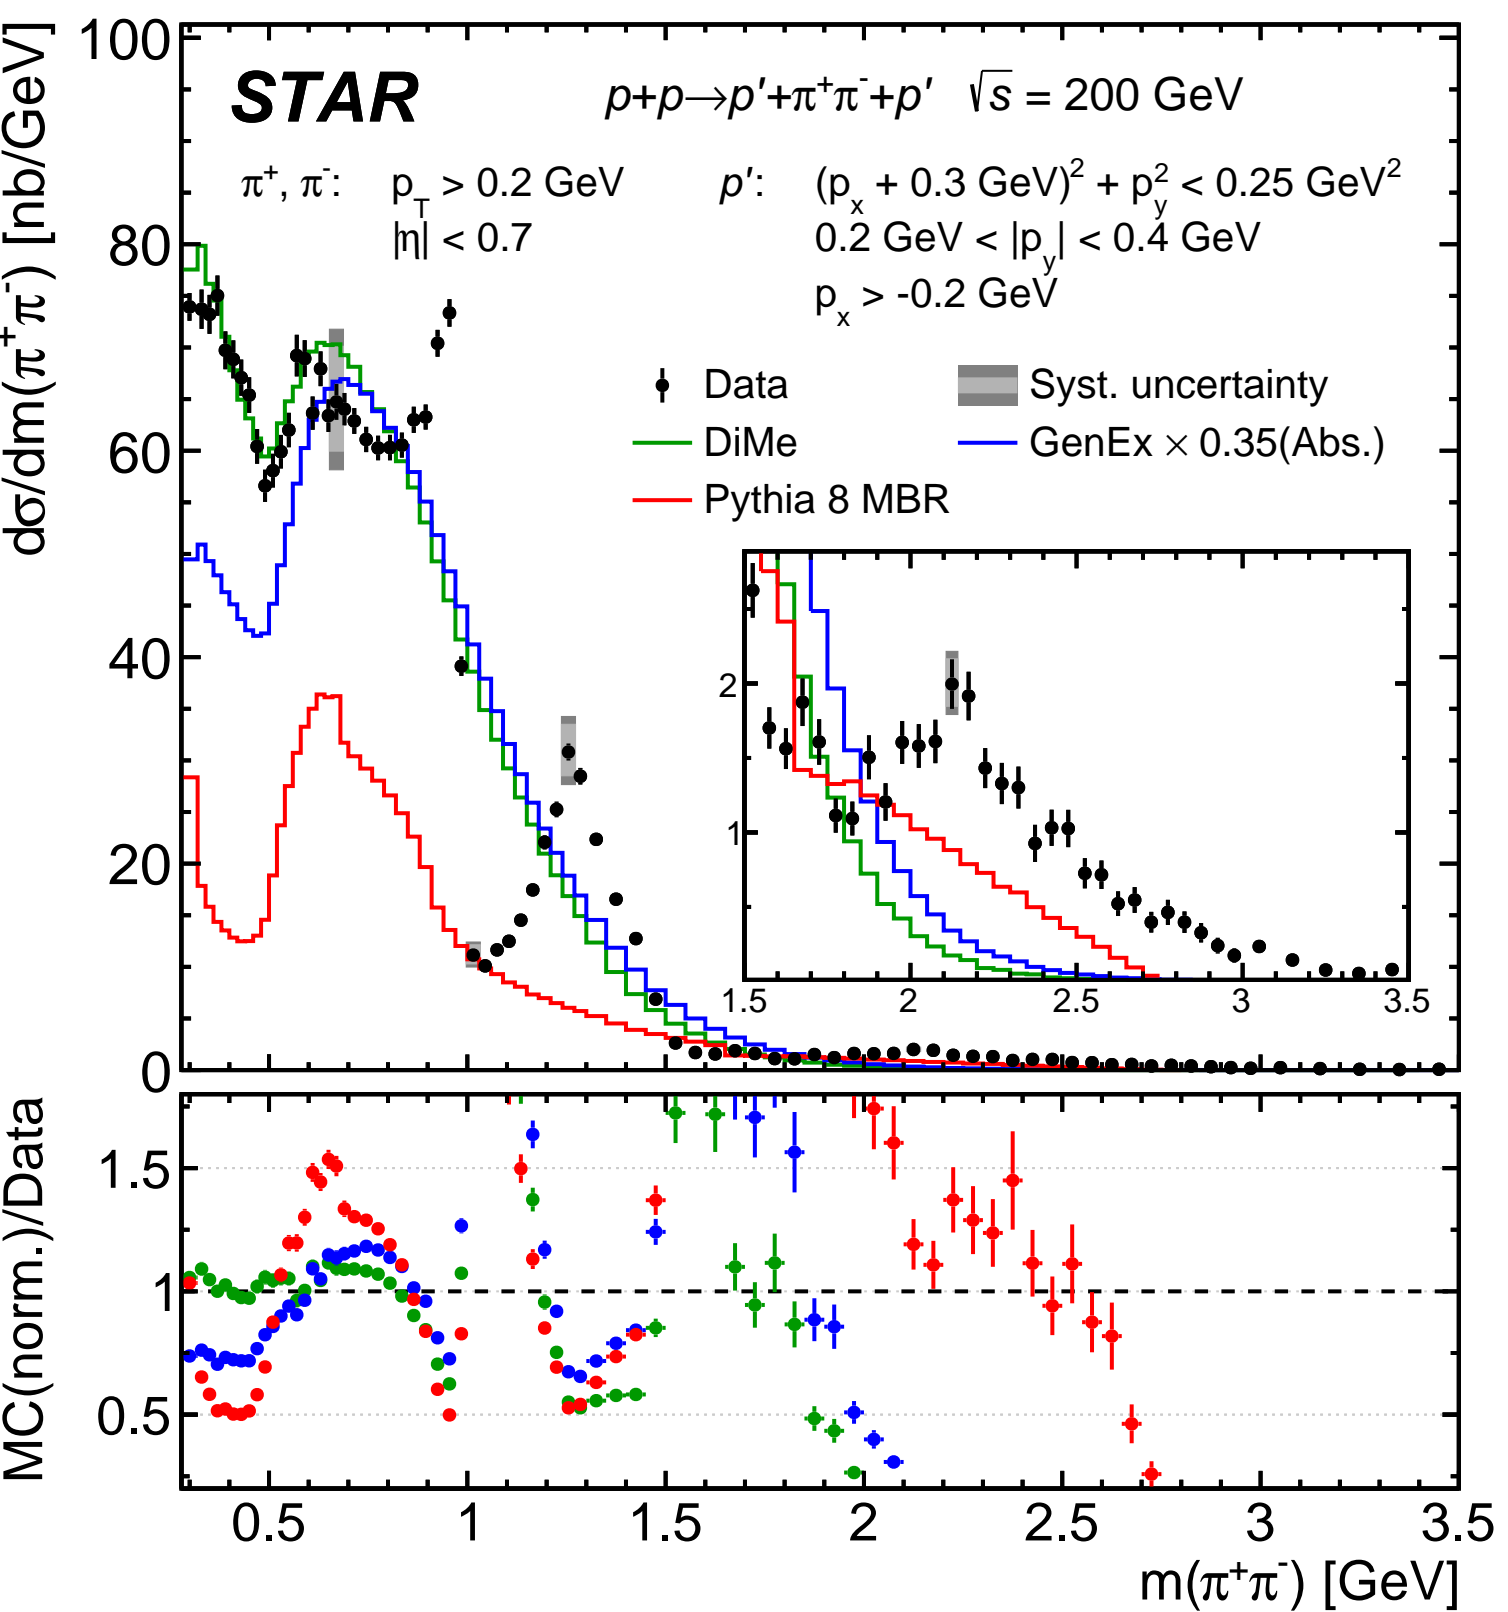 STAR
p+p→p′+π⁺π⁻+p′ √s = 200 GeV
π⁺, π⁻: p_T > 0.2 GeV p′: (p_x + 0.3 GeV)² + p_y² < 0.25 GeV²
|η| < 0.7 0.2 GeV < |p_y| < 0.4 GeV
p_x > -0.2 GeV
Data Syst. uncertainty
DiMe GenEx × 0.35(Abs.)
Pythia 8 MBR
dσ/dm(π⁺π⁻) [nb/GeV]
100
80
60
40
20
0
2
1
1.5 2 2.5 3 3.5
MC(norm.)/Data
1.5
1
0.5
0.5 1 1.5 2 2.5 3 3.5
m(π⁺π⁻) [GeV]